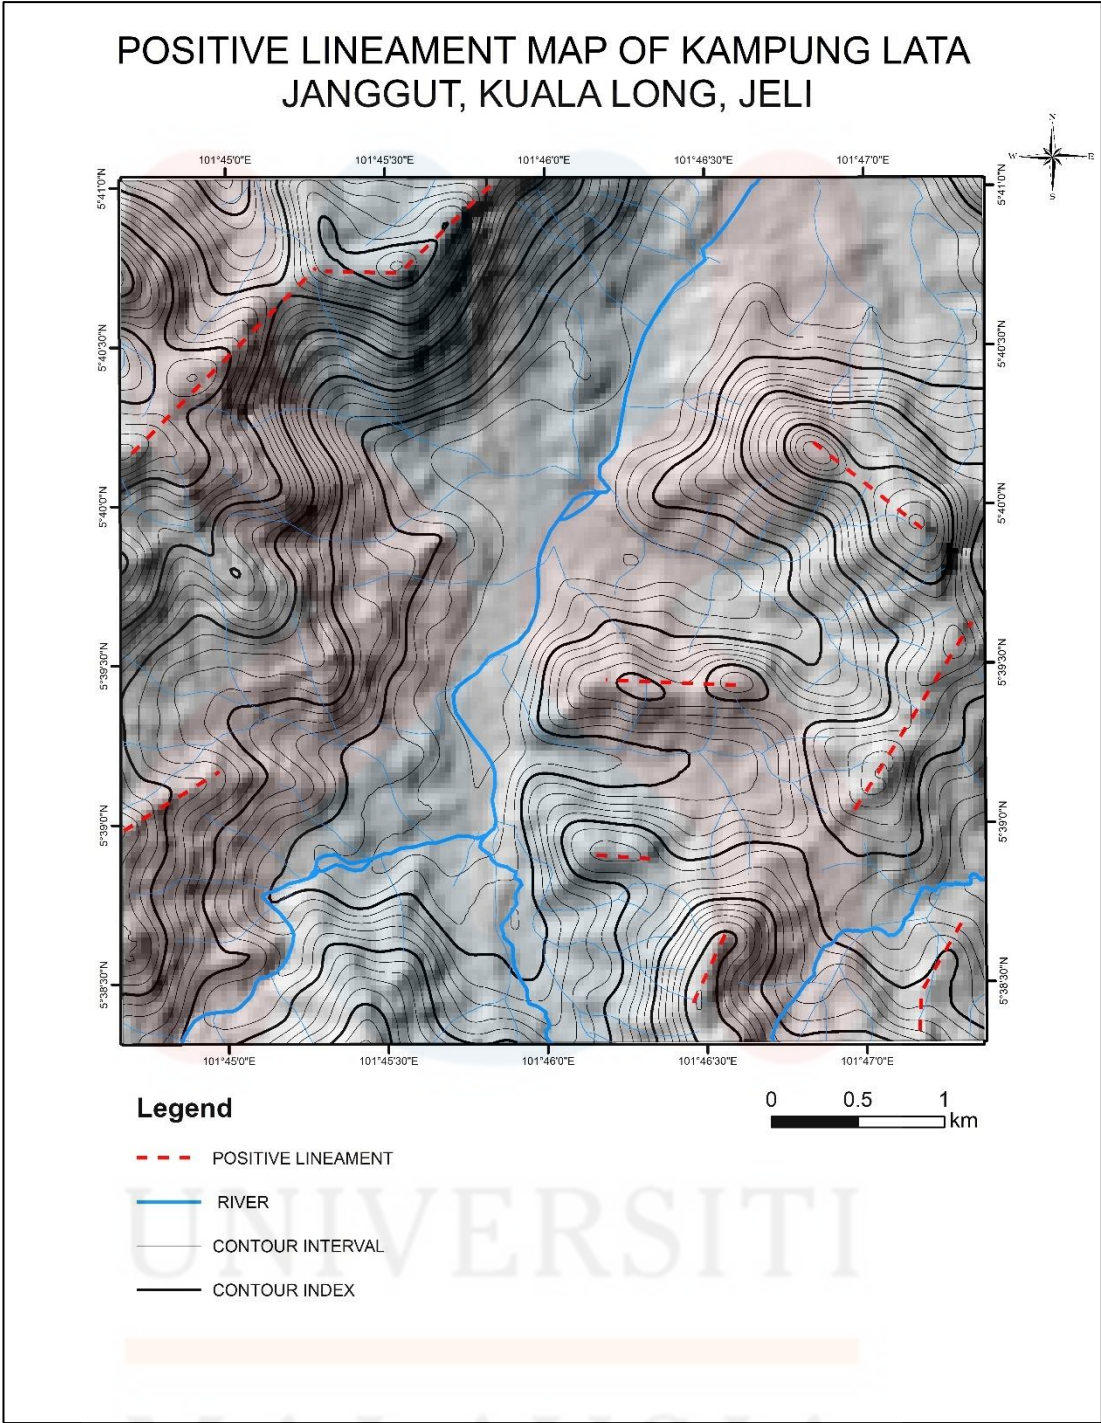 POSITIVE LINEAMENT MAP OF KAMPUNG LATA
JANGGUT, KUALA LONG, JELI
N
W E
S
101°45'0"E 101°45'30"E 101°46'0"E 101°46'30"E 101°47'0"E
5°41'0"N 5°41'0"N
5°40'30"N 5°40'30"N
5°40'0"N 5°40'0"N
5°39'30"N 5°39'30"N
5°39'0"N 5°39'0"N
5°38'30"N 5°38'30"N
101°45'0"E 101°45'30"E 101°46'0"E 101°46'30"E 101°47'0"E
Legend
0 0.5 1
km
POSITIVE LINEAMENT
RIVER
CONTOUR INTERVAL
CONTOUR INDEX
UNIVERSITI